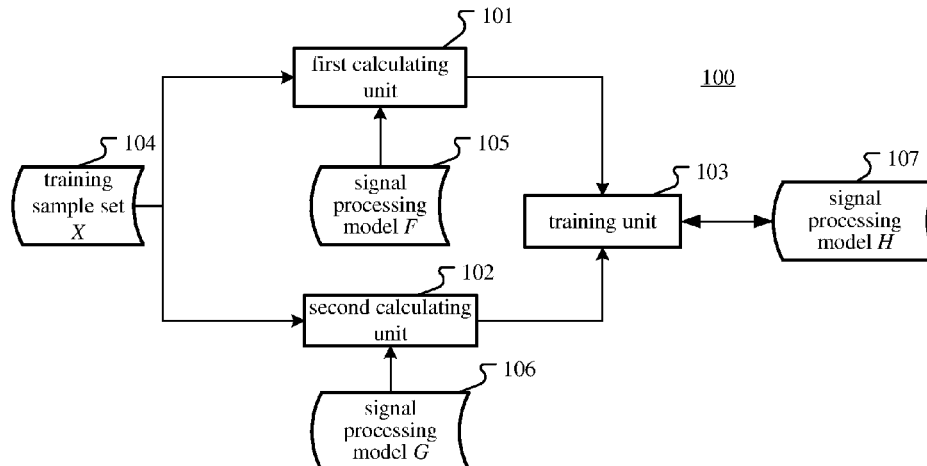 101
first calculating
unit
100
104
training
sample set
X
105
signal
processing
model F
103
training unit
107
signal
processing
model H
102
second calculating
unit
106
signal
processing
model G